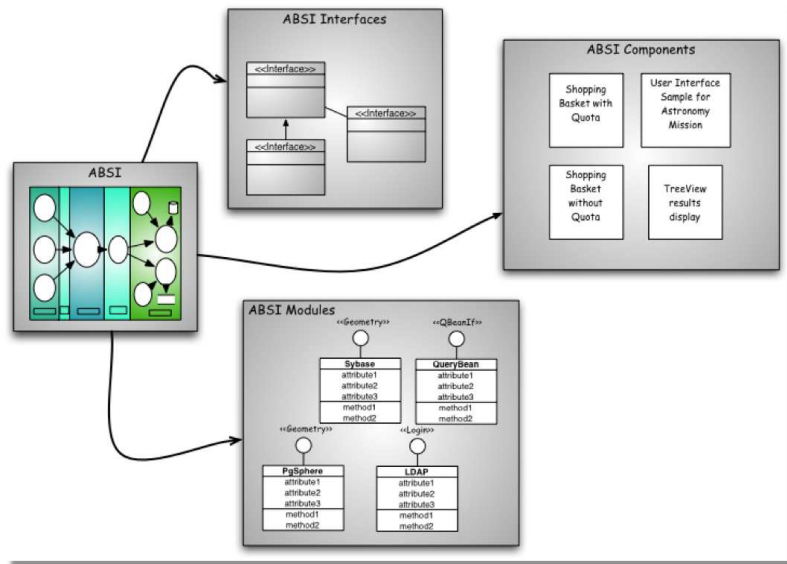 ABSI Interfaces
<<Interface>>
<<Interface>>
<<Interface>>
ABSI Components
Shopping
Basket with
Quota
User Interface
Sample for
Astronomy
Mission
Shopping
Basket
without
Quota
TreeView
results
display
ABSI
ABSI Modules
<<Geometry>>
Sybase
attribute1
attribute2
attribute3
method1
method2
<<QBeanIf>>
QueryBean
attribute1
attribute2
attribute3
method1
method2
<<Geometry>>
PgSphere
attribute1
attribute2
attribute3
method1
method2
<<Login>>
LDAP
attribute1
attribute2
attribute3
method1
method2